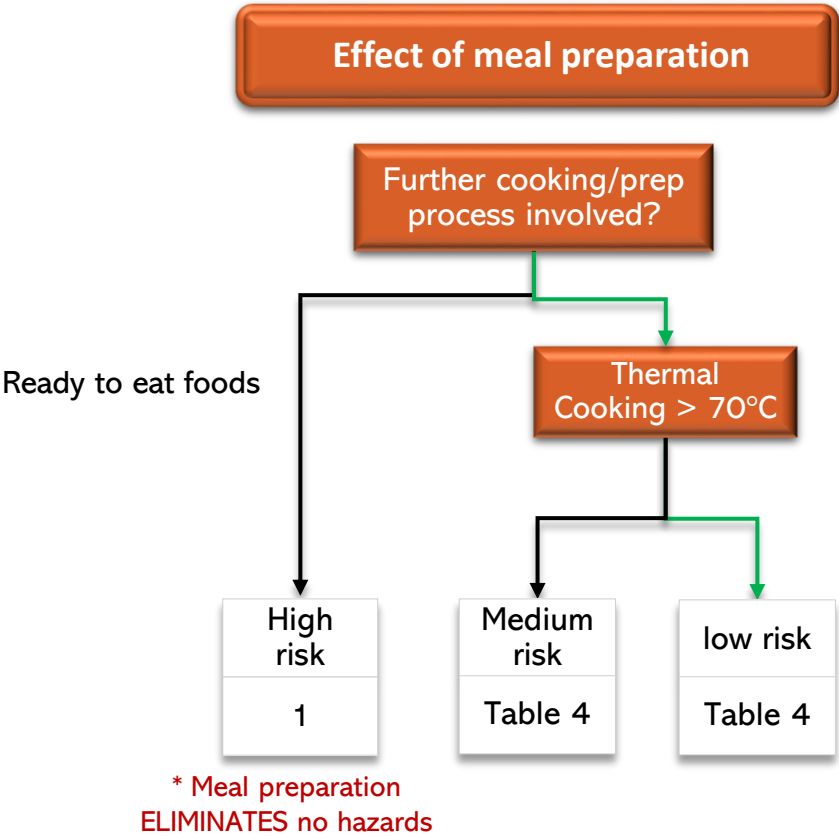 Effect of meal preparation
Further cooking/prep
process involved?
Ready to eat foods
Thermal
Cooking > 70°C
High
risk
1
Medium
risk
Table 4
low risk
Table 4
* Meal preparation
ELIMINATES no hazards